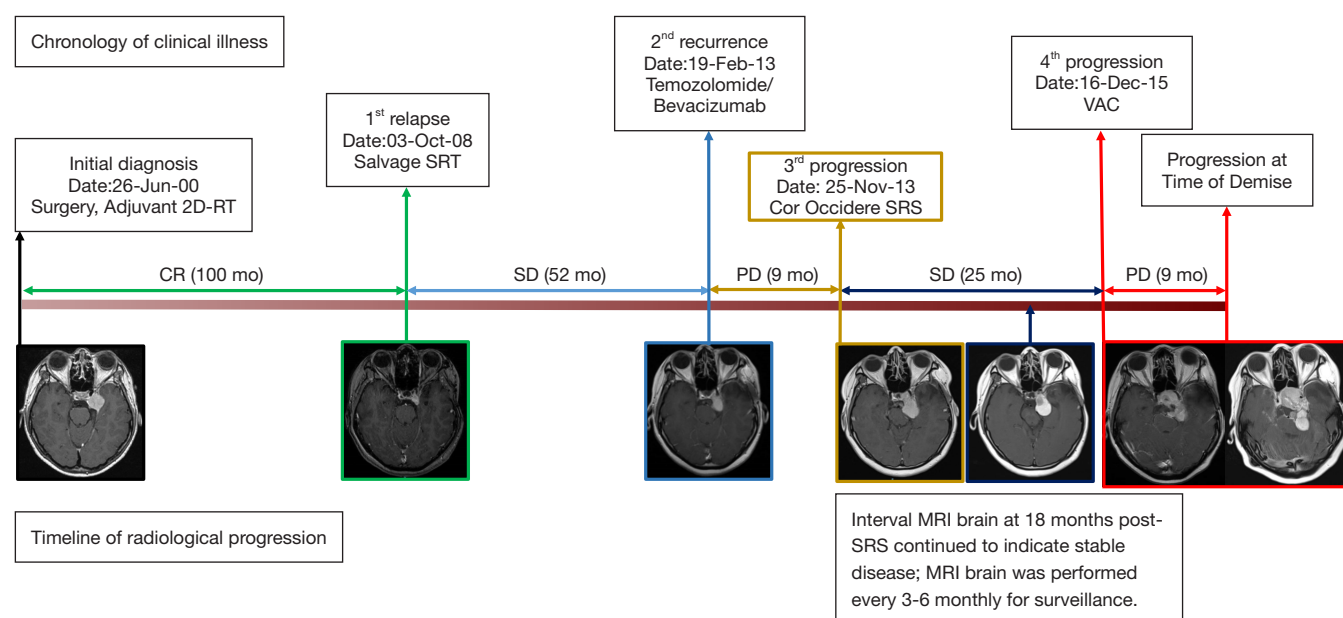 Chronology of clinical illness
Initial diagnosis
Date:26-Jun-00
Surgery, Adjuvant 2D-RT
1st relapse
Date:03-Oct-08
Salvage SRT
2nd recurrence
Date:19-Feb-13
Temozolomide/
Bevacizumab
3rd progression
Date: 25-Nov-13
Cor Occidere SRS
4th progression
Date:16-Dec-15
VAC
Progression at
Time of Demise
CR (100 mo)
SD (52 mo)
PD (9 mo)
SD (25 mo)
PD (9 mo)
Timeline of radiological progression
Interval MRI brain at 18 months post-
SRS continued to indicate stable
disease; MRI brain was performed
every 3-6 monthly for surveillance.